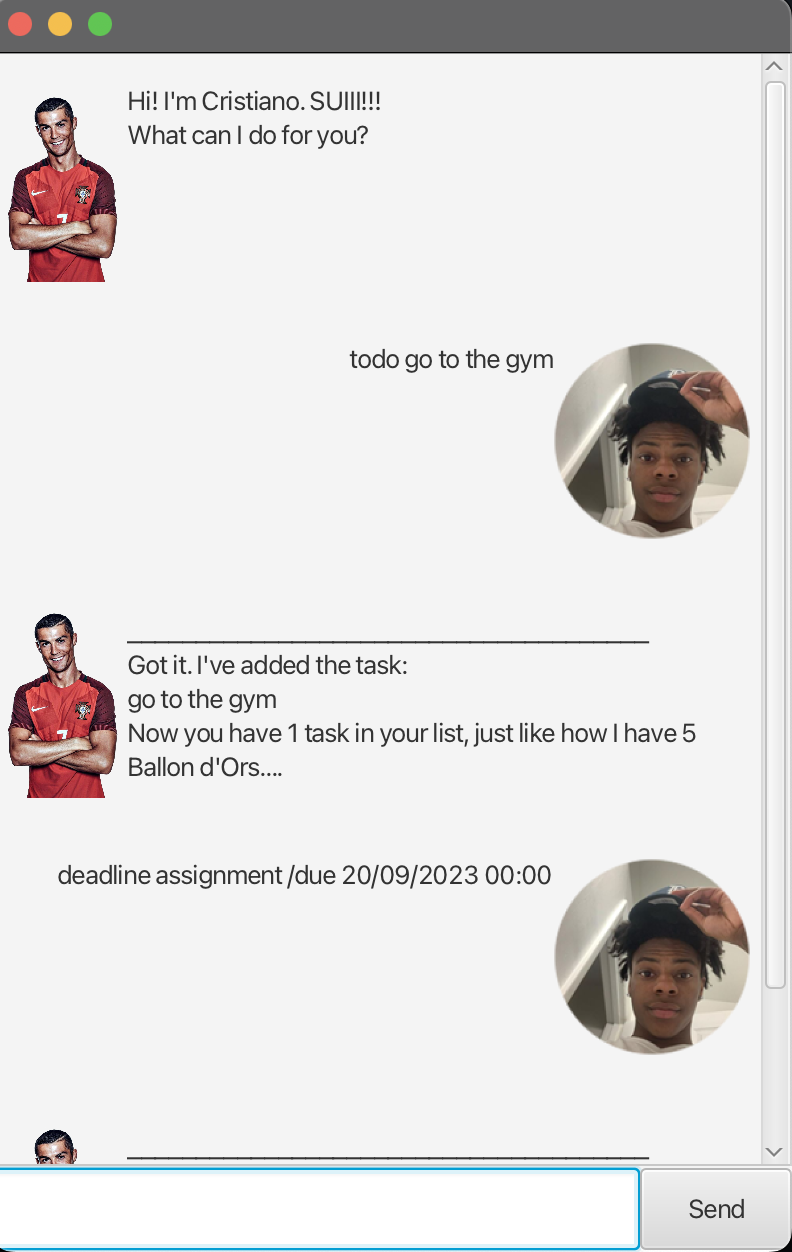 Hi! I'm Cristiano. SUIII!!!
What can I do for you?
todo go to the gym
Got it. I've added the task:
go to the gym
Now you have 1 task in your list, just like how I have 5
Ballon d'Ors....
deadline assignment /due 20/09/2023 00:00
Send